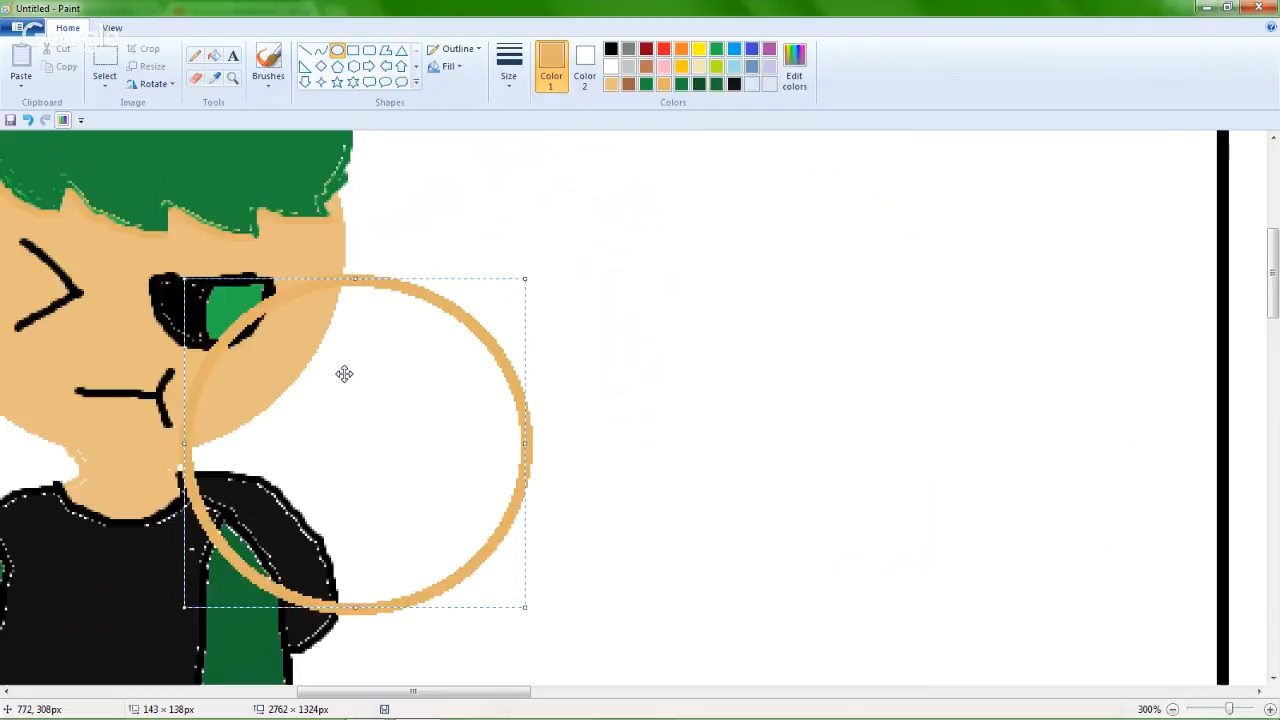 Untitled - Paint
Home
View
Paste
Cut
Copy
Clipboard
Select
Crop
Resize
Rotate
Image
A
Tools
Brushes
Outline
Fill
Shapes
Size
Color 1
Color 2
Edit colors
Colors
772, 308px
143 × 138px
2762 × 1324px
300%